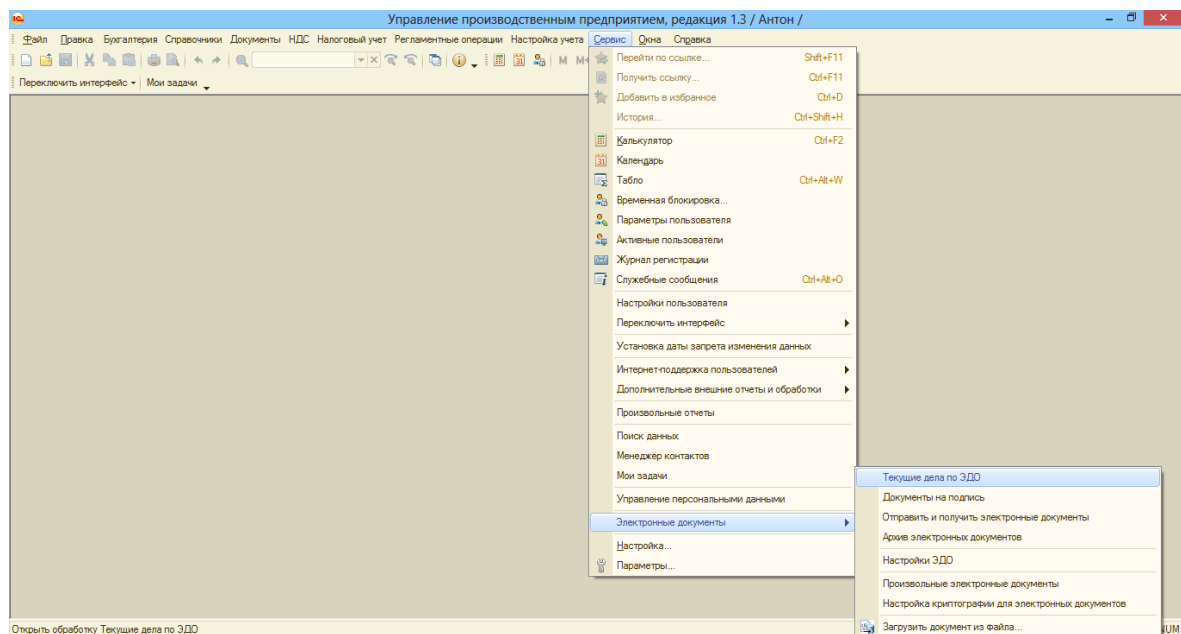 Управление производственным предприятием, редакция 1.3 / Антон /
Файл Правка Бухгалтерия Справочники Документы НДС Налоговый учет Регламентные операции Настройка учета Сервис Окна Справка
M M+
Переключить интерфейс Мои задачи
Перейти по ссылке... Shift+F11
Получить ссылку... Ctrl+F11
Добавить в избранное Ctrl+D
История... Ctrl+Shift+H
Калькулятор Ctrl+F2
Календарь
Табло Ctrl+Alt+W
Временная блокировка...
Параметры пользователя
Активные пользователи
Журнал регистрации
Служебные сообщения Ctrl+Alt+O
Настройки пользователя
Переключить интерфейс
Установка даты запрета изменения данных
Интернет-поддержка пользователей
Дополнительные внешние отчеты и обработки
Произвольные отчеты
Поиск данных
Менеджер контактов
Мои задачи
Управление персональными данными
Электронные документы
Настройка...
Параметры...
Текущие дела по ЭДО
Документы на подпись
Отправить и получить электронные документы
Архив электронных документов
Настройки ЭДО
Произвольные электронные документы
Настройка криптографии для электронных документов
Загрузить документ из файла...
Открыть обработку Текущие дела по ЭДО
NUM